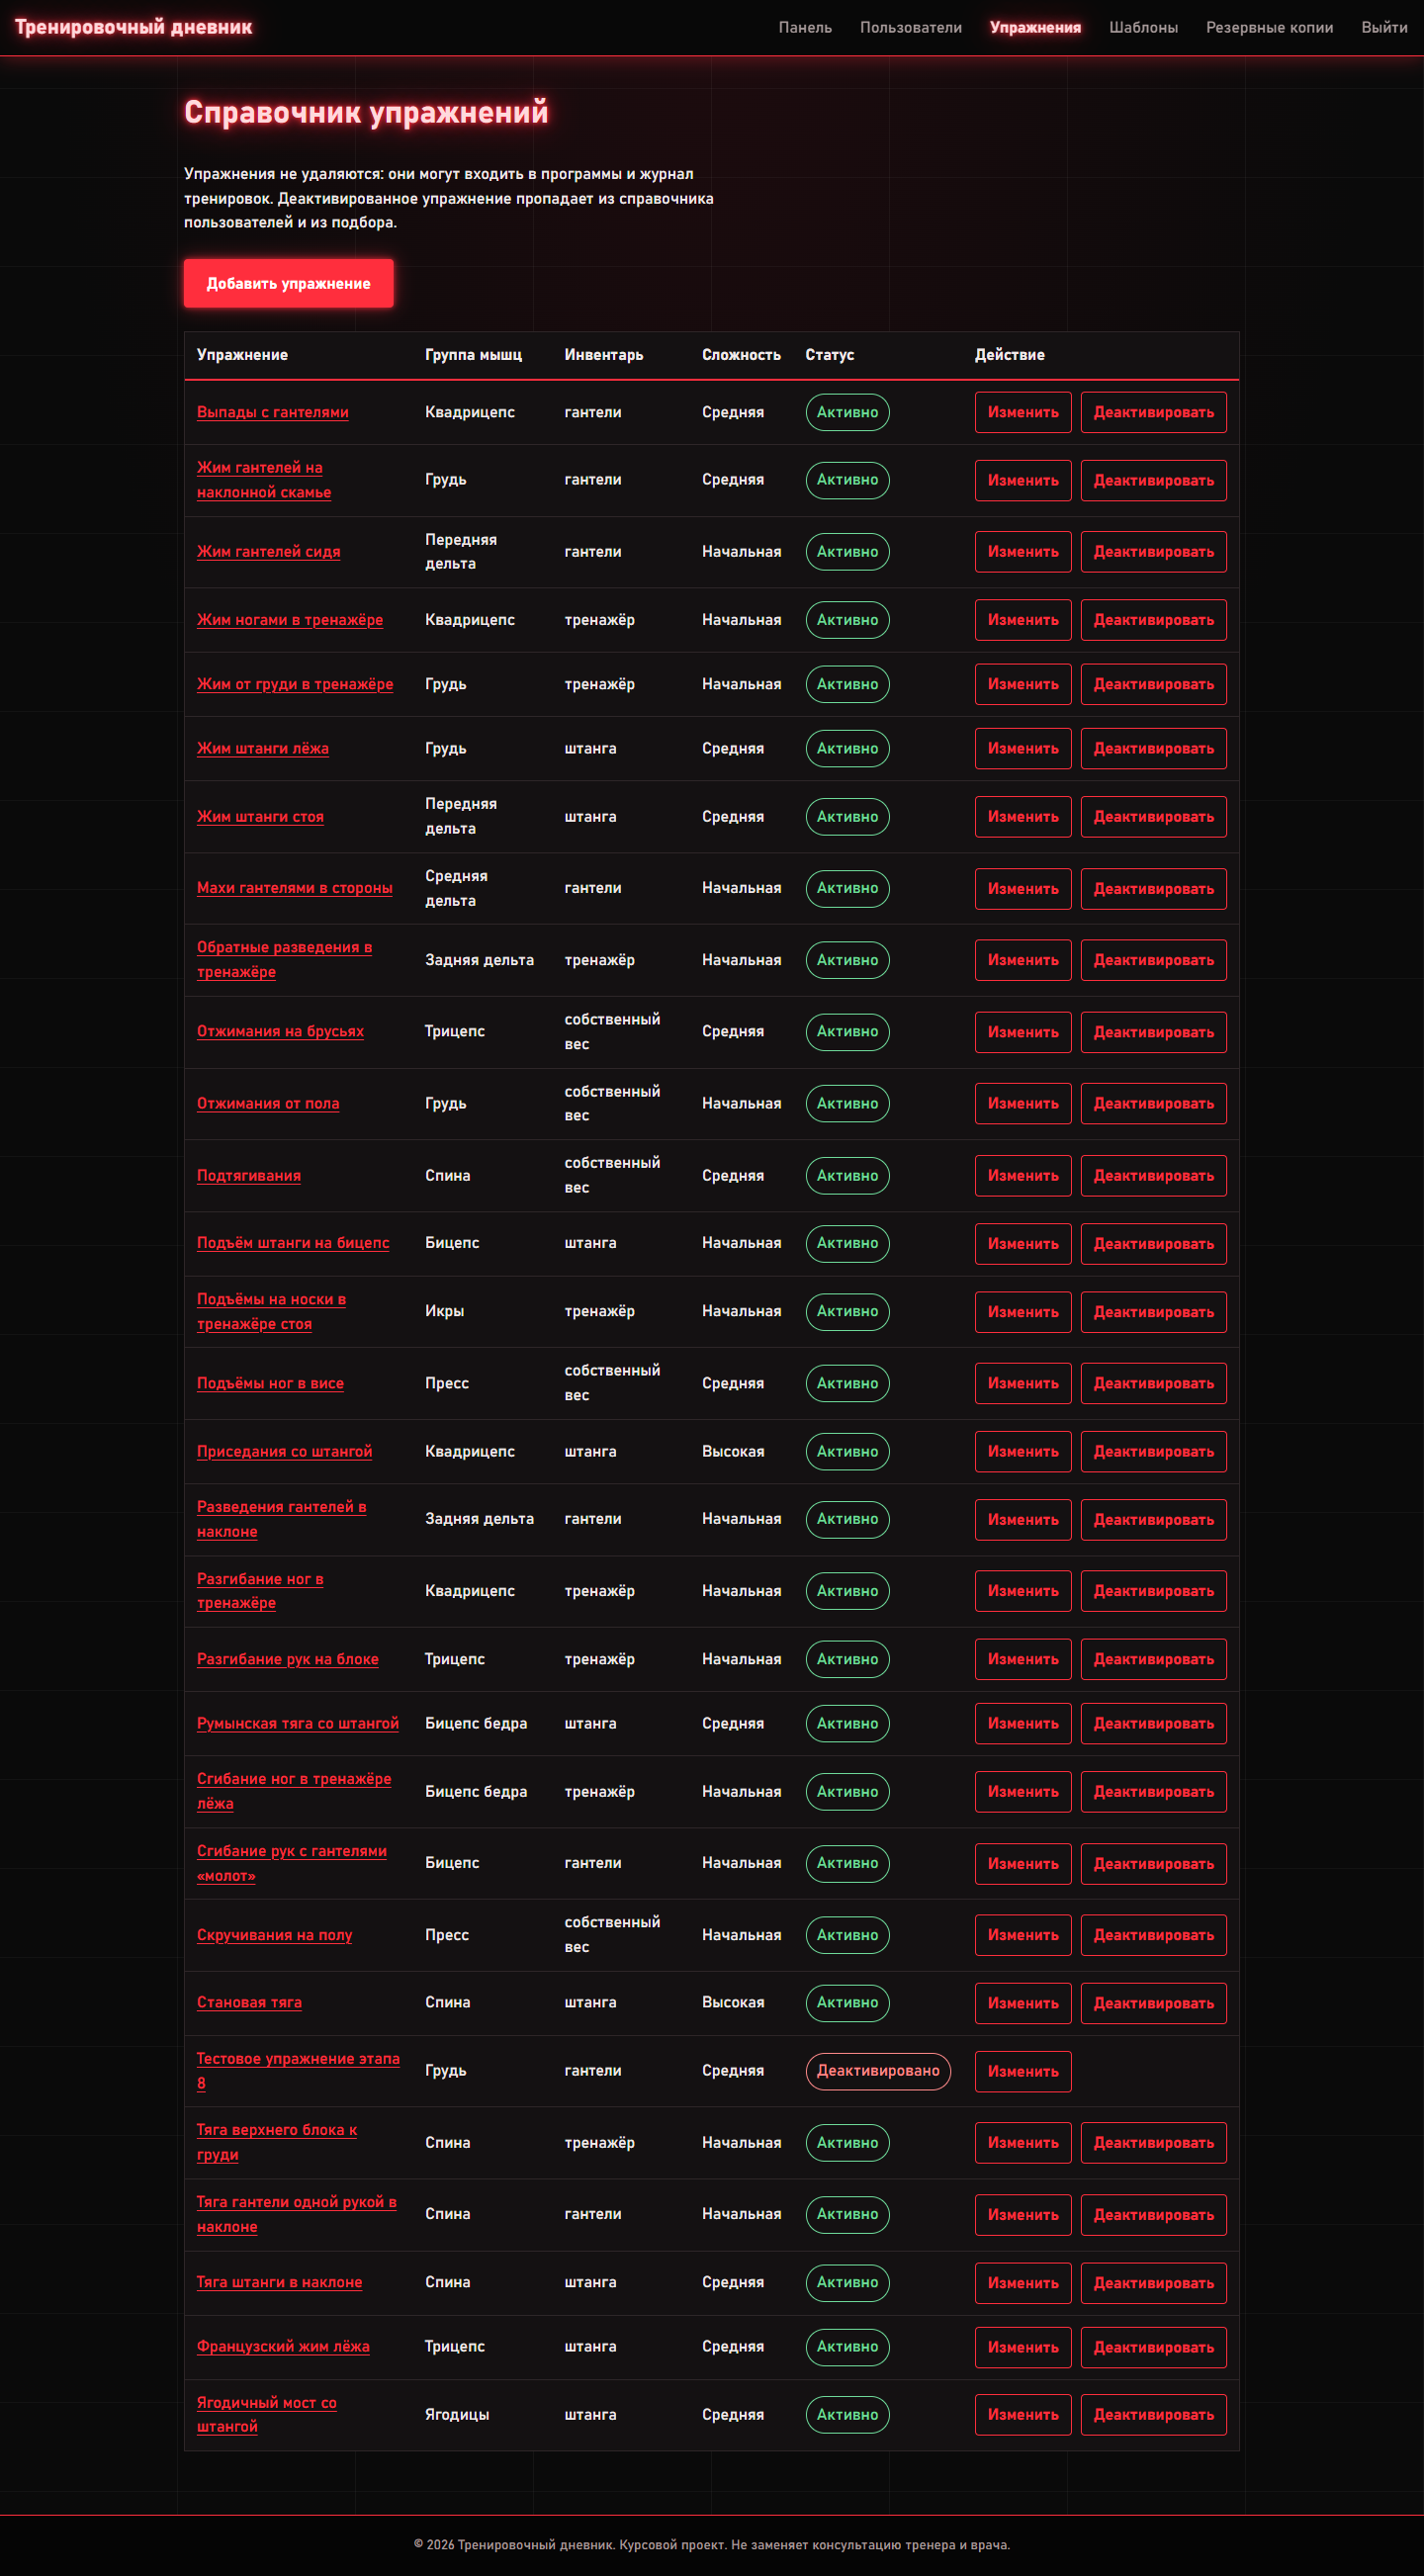 Тренировочный дневник
Панель Пользователи Упражнения Шаблоны Резервные копии Выйти
Справочник упражнений
Упражнения не удаляются: они могут входить в программы и журнал
тренировок. Деактивированное упражнение пропадает из справочника
пользователей и из подбора.
Добавить упражнение
Упражнение Группа мышц Инвентарь Сложность Статус Действие
Выпады с гантелями Квадрицепс гантели Средняя Активно Изменить Деактивировать
Жим гантелей на
наклонной скамье Грудь гантели Средняя Активно Изменить Деактивировать
Жим гантелей сидя Передняя
дельта гантели Начальная Активно Изменить Деактивировать
Жим ногами в тренажёре Квадрицепс тренажёр Начальная Активно Изменить Деактивировать
Жим от груди в тренажёре Грудь тренажёр Начальная Активно Изменить Деактивировать
Жим штанги лёжа Грудь штанга Средняя Активно Изменить Деактивировать
Жим штанги стоя Передняя
дельта штанга Средняя Активно Изменить Деактивировать
Махи гантелями в стороны Средняя
дельта гантели Начальная Активно Изменить Деактивировать
Обратные разведения в
тренажёре Задняя дельта тренажёр Начальная Активно Изменить Деактивировать
Отжимания на брусьях Трицепс собственный
вес Средняя Активно Изменить Деактивировать
Отжимания от пола Грудь собственный
вес Начальная Активно Изменить Деактивировать
Подтягивания Спина собственный
вес Средняя Активно Изменить Деактивировать
Подъём штанги на бицепс Бицепс штанга Начальная Активно Изменить Деактивировать
Подъёмы на носки в
тренажёре стоя Икры тренажёр Начальная Активно Изменить Деактивировать
Подъёмы ног в висе Пресс собственный
вес Средняя Активно Изменить Деактивировать
Приседания со штангой Квадрицепс штанга Высокая Активно Изменить Деактивировать
Разведения гантелей в
наклоне Задняя дельта гантели Начальная Активно Изменить Деактивировать
Разгибание ног в
тренажёре Квадрицепс тренажёр Начальная Активно Изменить Деактивировать
Разгибание рук на блоке Трицепс тренажёр Начальная Активно Изменить Деактивировать
Румынская тяга со штангой Бицепс бедра штанга Средняя Активно Изменить Деактивировать
Сгибание ног в тренажёре
лёжа Бицепс бедра тренажёр Начальная Активно Изменить Деактивировать
Сгибание рук с гантелями
«молот» Бицепс гантели Начальная Активно Изменить Деактивировать
Скручивания на полу Пресс собственный
вес Начальная Активно Изменить Деактивировать
Становая тяга Спина штанга Высокая Активно Изменить Деактивировать
Тестовое упражнение этапа
8 Грудь гантели Средняя Деактивировано Изменить
Тяга верхнего блока к
груди Спина тренажёр Начальная Активно Изменить Деактивировать
Тяга гантели одной рукой в
наклоне Спина гантели Начальная Активно Изменить Деактивировать
Тяга штанги в наклоне Спина штанга Средняя Активно Изменить Деактивировать
Французский жим лёжа Трицепс штанга Средняя Активно Изменить Деактивировать
Ягодичный мост со
штангой Ягодицы штанга Средняя Активно Изменить Деактивировать
© 2026 Тренировочный дневник. Курсовой проект. Не заменяет консультацию тренера и врача.